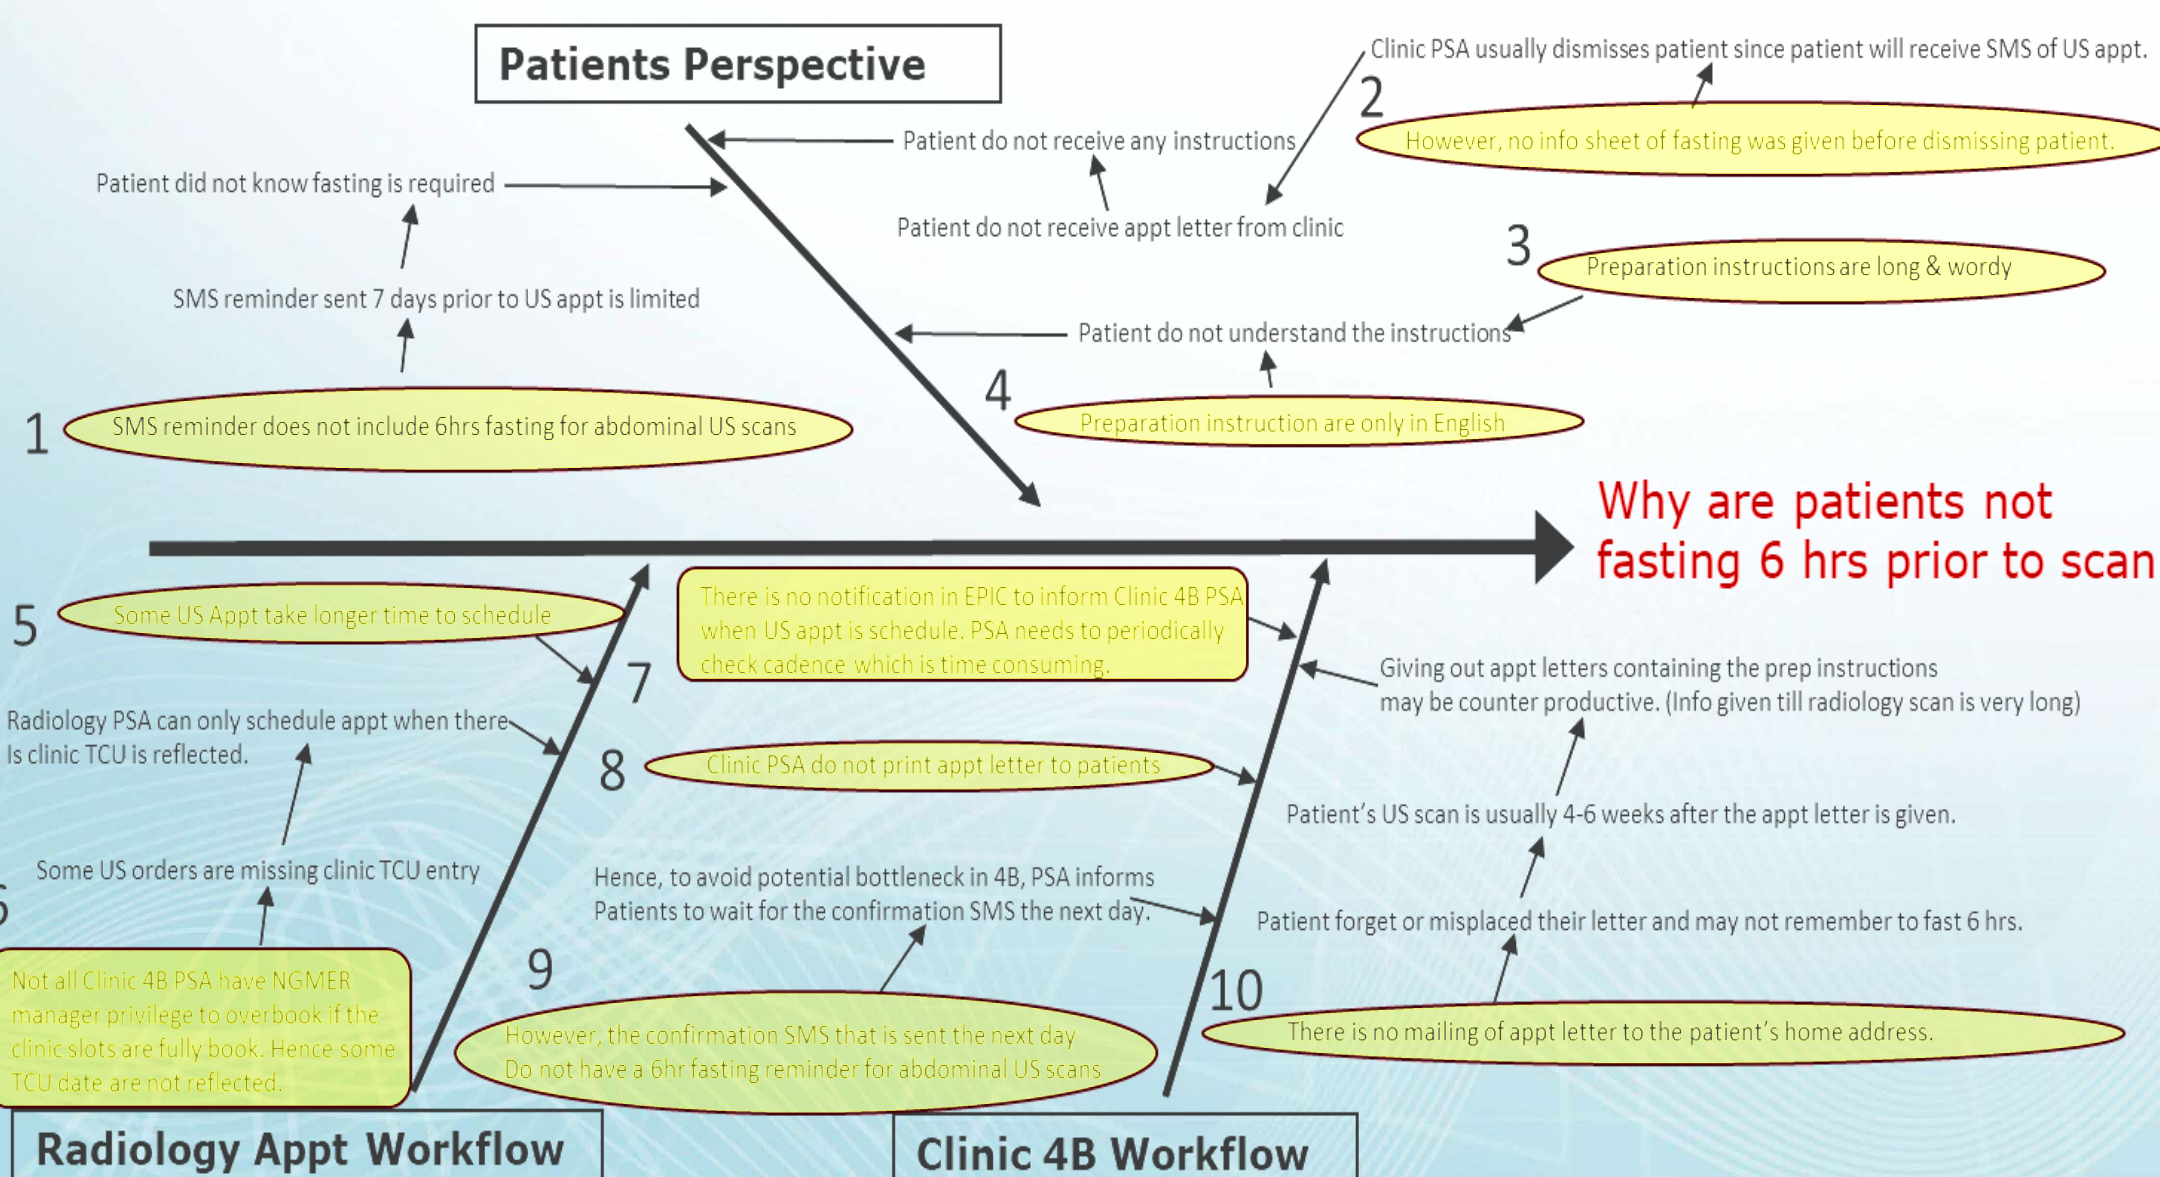 Patients Perspective
Clinic PSA usually dismisses patient since patient will receive SMS of US appt.
2
However, no info sheet of fasting was given before dismissing patient.
Patient do not receive any instructions
Patient did not know fasting is required
Patient do not receive appt letter from clinic
3
Preparation instructions are long & wordy
SMS reminder sent 7 days prior to US appt is limited
Patient do not understand the instructions
4
Preparation instruction are only in English
1
SMS reminder does not include 6hrs fasting for abdominal US scans
Why are patients not
fasting 6 hrs prior to scan
5
Some US Appt take longer time to schedule
7
There is no notification in EPIC to inform Clinic 4B PSA
when US appt is schedule. PSA needs to periodically
check cadence which is time consuming.
Giving out appt letters containing the prep instructions
may be counter productive. (Info given till radiology scan is very long)
Radiology PSA can only schedule appt when there
Is clinic TCU is reflected.
8
Clinic PSA do not print appt letter to patients
Patient's US scan is usually 4-6 weeks after the appt letter is given.
Some US orders are missing clinic TCU entry
Hence, to avoid potential bottleneck in 4B, PSA informs
Patients to wait for the confirmation SMS the next day.
Patient forget or misplaced their letter and may not remember to fast 6 hrs.
Not all Clinic 4B PSA have NGMER
manager privilege to overbook if the
clinic slots are fully book. Hence some
TCU date are not reflected.
9
However, the confirmation SMS that is sent the next day
Do not have a 6hr fasting reminder for abdominal US scans
10
There is no mailing of appt letter to the patient's home address.
Radiology Appt Workflow
Clinic 4B Workflow